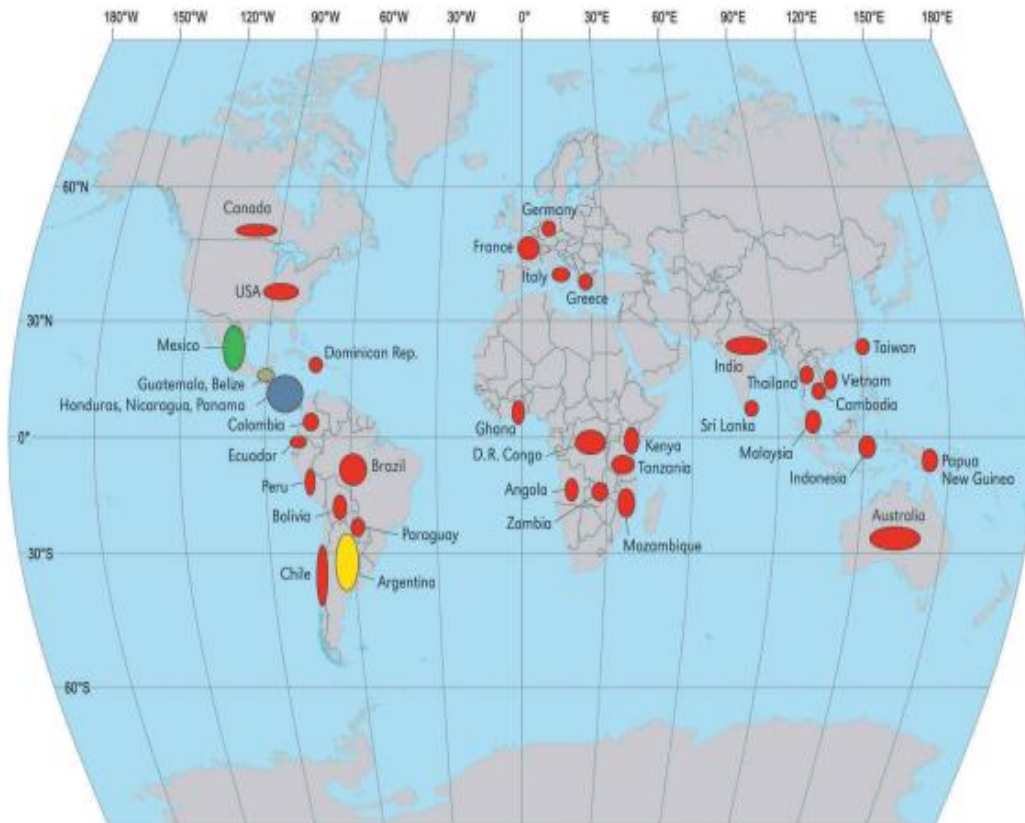 180°W 150°W 120°W 90°W 60°W 30°W 0° 30°E 60°E 90°E 120°E 150°E 180°E
60°N
Canada
Germany
France
Italy
Greece
USA
30°N
Mexico
Dominican Rep.
Guatemala, Belize
Honduras, Nicaragua, Panama
India
Taiwan
Thailand
Vietnam
Cambodia
Sri Lanka
Colombia
Ghana
0°
Ecuador
D.R. Congo
Kenya
Malaysia
Brazil
Tanzania
Indonesia
Papua
New Guinea
Peru
Angola
Bolivia
Zambia
Australia
Paraguay
Mozambique
30°S
Chile
Argentina
60°S